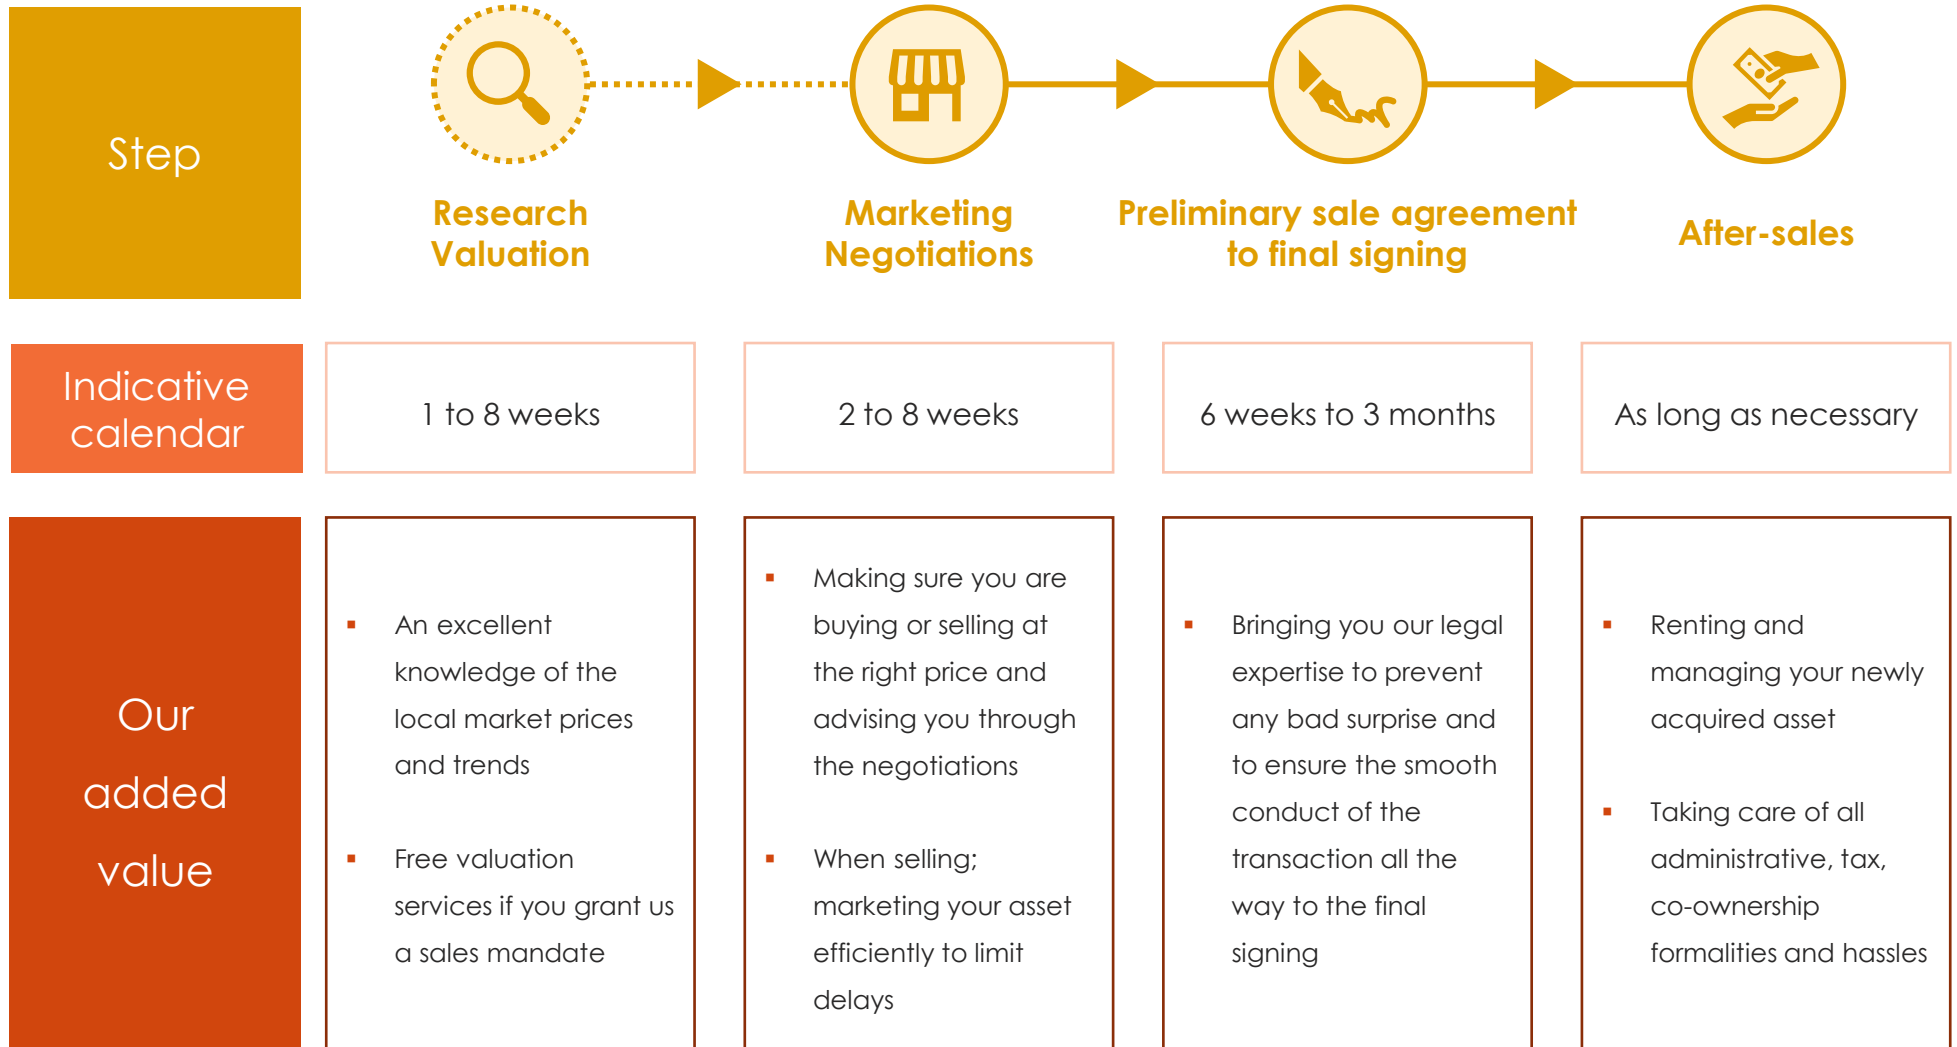 Step
Research
Valuation
Marketing
Negotiations
Preliminary sale agreement
to final signing
After-sales
Indicative
calendar
1 to 8 weeks
2 to 8 weeks
6 weeks to 3 months
As long as necessary
Our
added
value
▪ An excellent
knowledge of the
local market prices
and trends
▪ Free valuation
services if you grant us
a sales mandate
▪ Making sure you are
buying or selling at
the right price and
advising you through
the negotiations
▪ When selling;
marketing your asset
efficiently to limit
delays
▪ Bringing you our legal
expertise to prevent
any bad surprise and
to ensure the smooth
conduct of the
transaction all the
way to the final
signing
▪ Renting and
managing your newly
acquired asset
▪ Taking care of all
administrative, tax,
co-ownership
formalities and hassles